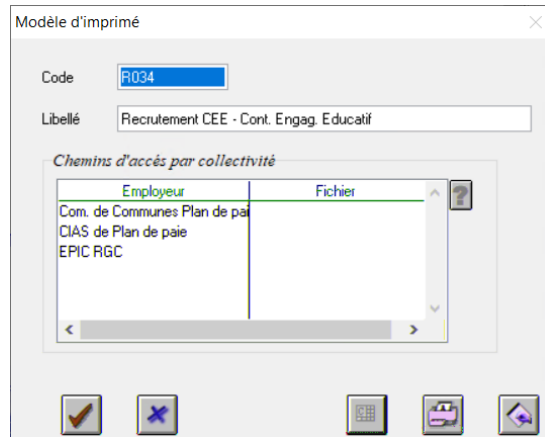 Modèle d'imprimé
Code R034
Libellé Recrutement CEE - Cont. Engag. Educatif
Chemins d'accés par collectivité
Employeur Fichier
Com. de Communes Plan de pai
CIAS de Plan de paie
EPIC RGC
?